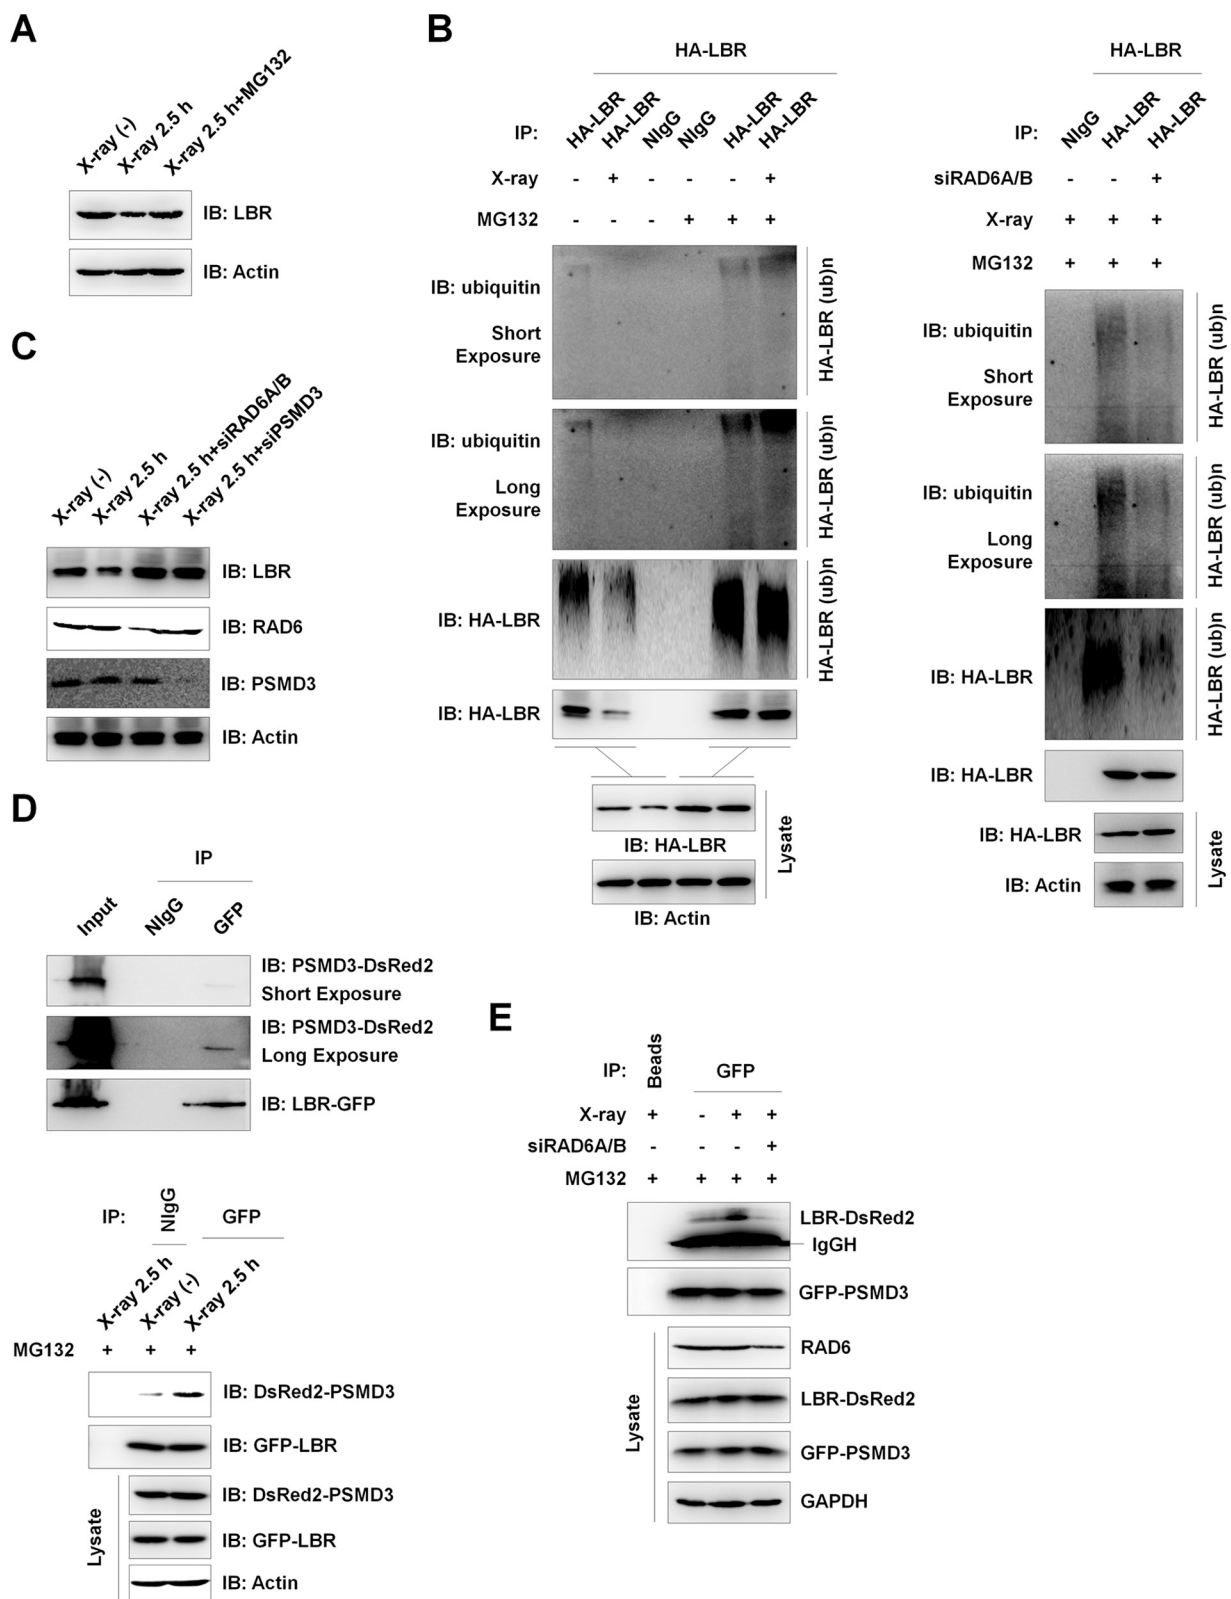 A
X-ray (-)
X-ray 2.5 h
X-ray 2.5 h+MG132
IB: LBR
IB: Actin
B
HA-LBR
IP:
HA-LBR
HA-LBR
NIgG
NIgG
HA-LBR
HA-LBR
X-ray - + - - - +
MG132 - - - + + +
IB: ubiquitin
Short
Exposure
HA-LBR (ub)n
IB: ubiquitin
Long
Exposure
HA-LBR (ub)n
IB: HA-LBR
HA-LBR (ub)n
IB: HA-LBR
IB: HA-LBR
IB: Actin
Lysate
HA-LBR
IP:
NIgG
HA-LBR
HA-LBR
siRAD6A/B - - +
X-ray + + +
MG132 + + +
IB: ubiquitin
Short
Exposure
HA-LBR (ub)n
IB: ubiquitin
Long
Exposure
HA-LBR (ub)n
IB: HA-LBR
HA-LBR (ub)n
IB: HA-LBR
IB: HA-LBR
IB: Actin
Lysate
C
X-ray (-)
X-ray 2.5 h
X-ray 2.5 h+siRAD6A/B
X-ray 2.5 h+siPSMD3
IB: LBR
IB: RAD6
IB: PSMD3
IB: Actin
D
IP
Input
NIgG
GFP
IB: PSMD3-DsRed2
Short Exposure
IB: PSMD3-DsRed2
Long Exposure
IB: LBR-GFP
IP:
NIgG
GFP
X-ray 2.5 h
X-ray (-)
X-ray 2.5 h
MG132 + + +
IB: DsRed2-PSMD3
IB: GFP-LBR
IB: DsRed2-PSMD3
IB: GFP-LBR
IB: Actin
Lysate
E
IP:
Beads
GFP
X-ray + - + +
siRAD6A/B - - - +
MG132 + + + +
LBR-DsRed2
IgGH
GFP-PSMD3
RAD6
LBR-DsRed2
GFP-PSMD3
GAPDH
Lysate